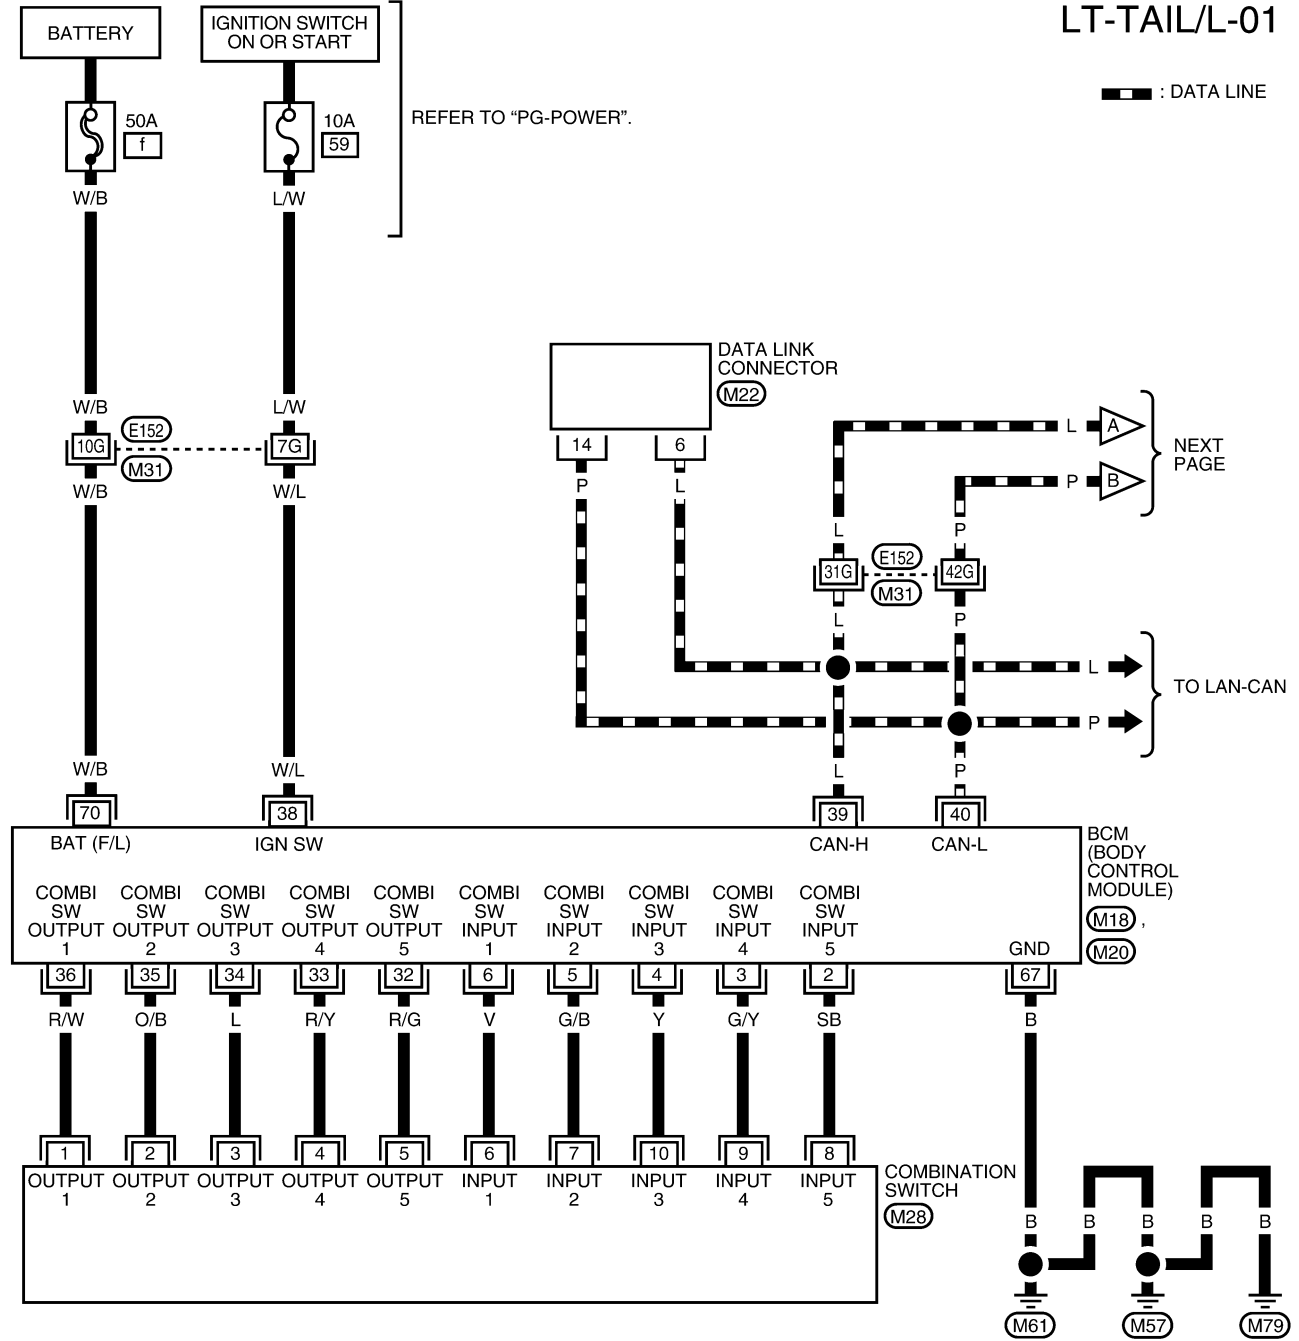 LT-TAIL/L-01
BATTERY
IGNITION SWITCH
ON OR START
: DATA LINE
50A
f
10A
59
REFER TO “PG-POWER”.
W/B
L/W
DATA LINK
CONNECTOR
M22
W/B
L/W
E152
10G
7G
M31
14
6
L
A
NEXT
PAGE
W/B
W/L
P
L
P
B
L
P
E152
31G
42G
M31
L
P
L
TO LAN-CAN
P
W/B
W/L
L
P
70
38
39
40
BAT (F/L)
IGN SW
CAN-H
CAN-L
BCM
(BODY
CONTROL
MODULE)
M18 ,
M20
COMBI COMBI COMBI COMBI COMBI COMBI COMBI COMBI COMBI COMBI
SW SW SW SW SW SW SW SW SW SW
OUTPUT OUTPUT OUTPUT OUTPUT OUTPUT INPUT INPUT INPUT INPUT INPUT
1 2 3 4 5 1 2 3 4 5
GND
36 35 34 33 32 6 5 4 3 2 67
R/W O/B L R/Y R/G V G/B Y G/Y SB B
1 2 3 4 5 6 7 10 9 8
OUTPUT OUTPUT OUTPUT OUTPUT OUTPUT INPUT INPUT INPUT INPUT INPUT
1 2 3 4 5 1 2 3 4 5
COMBINATION
SWITCH
M28
B B B B B
M61 M57 M79